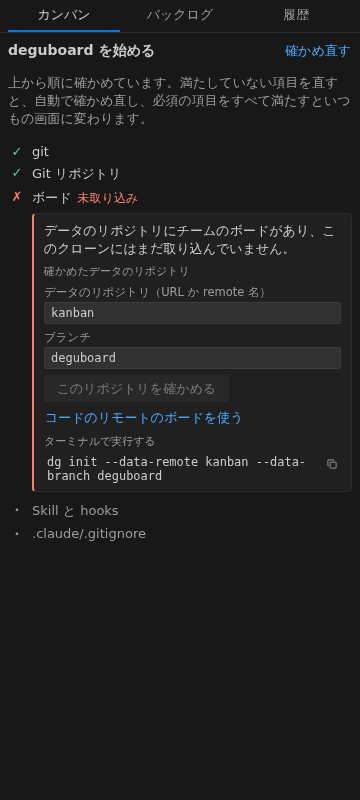 カンバン バックログ 履歴
deguboard を始める 確かめ直す
上から順に確かめています。満たしていない項目を直す
と、自動で確かめ直し、必須の項目をすべて満たすといつ
もの画面に変わります。
✓ git
✓ Git リポジトリ
✗ ボード 未取り込み
データのリポジトリにチームのボードがあり、こ
のクローンにはまだ取り込んでいません。
確かめたデータのリポジトリ
データのリポジトリ（URL か remote 名）
kanban
ブランチ
deguboard
このリポジトリを確かめる
コードのリモートのボードを使う
ターミナルで実行する
dg init --data-remote kanban --data-
branch deguboard
· Skill と hooks
· .claude/.gitignore